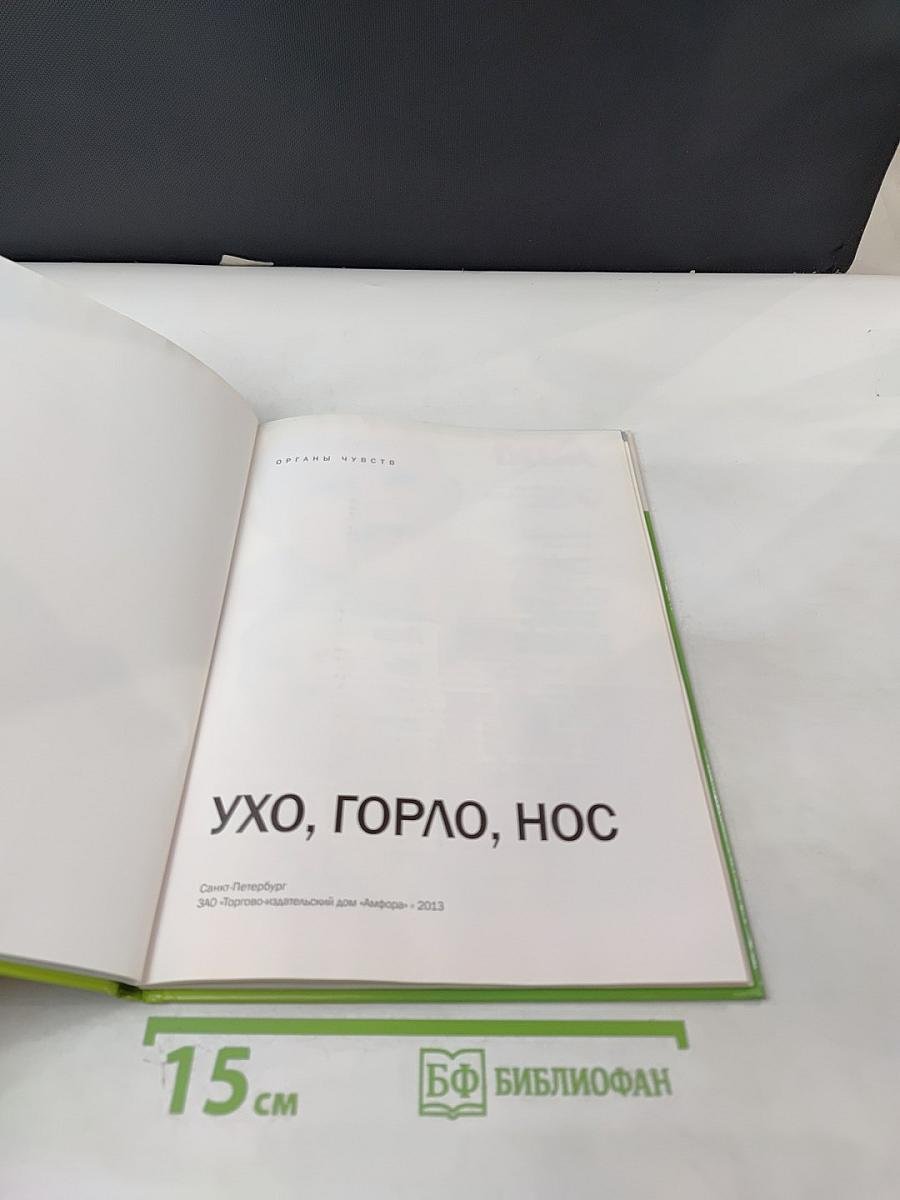 ОРГАНЫ ЧУВСТВ
УХО, ГОРЛО, НОС
Санкт-Петербург
ЗАО «Торгово-издательский дом «Амфора» • 2013
15 см
БФ БИБЛИОФАН